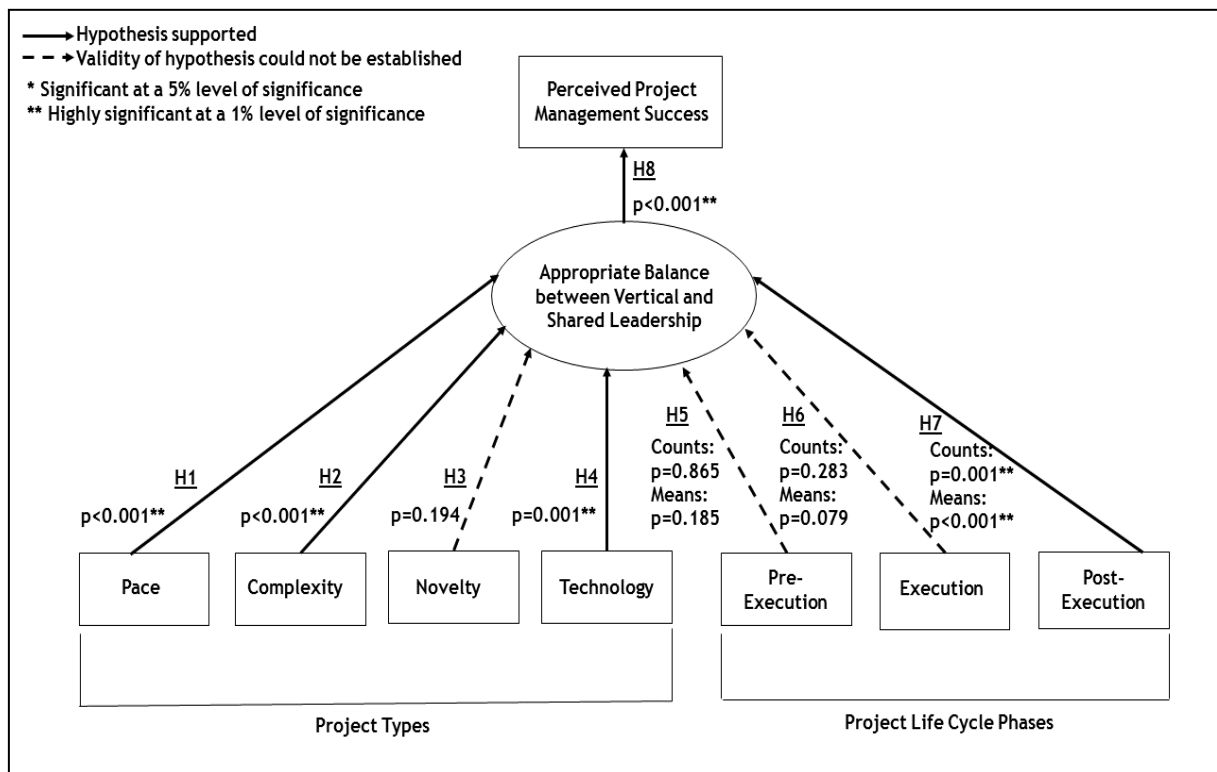 Hypothesis supported
Validity of hypothesis could not be established
* Significant at a 5% level of significance
** Highly significant at a 1% level of significance
Perceived Project
Management Success
H8
p<0.001**
Appropriate Balance
between Vertical and
Shared Leadership
H1
p<0.001**
H2
p<0.001**
H3
p=0.194
H4
p=0.001**
H5
Counts:
p=0.865
Means:
p=0.185
H6
Counts:
p=0.283
Means:
p=0.079
H7
Counts:
p=0.001**
Means:
p<0.001**
Pace
Complexity
Novelty
Technology
Pre-
Execution
Execution
Post-
Execution
Project Types
Project Life Cycle Phases